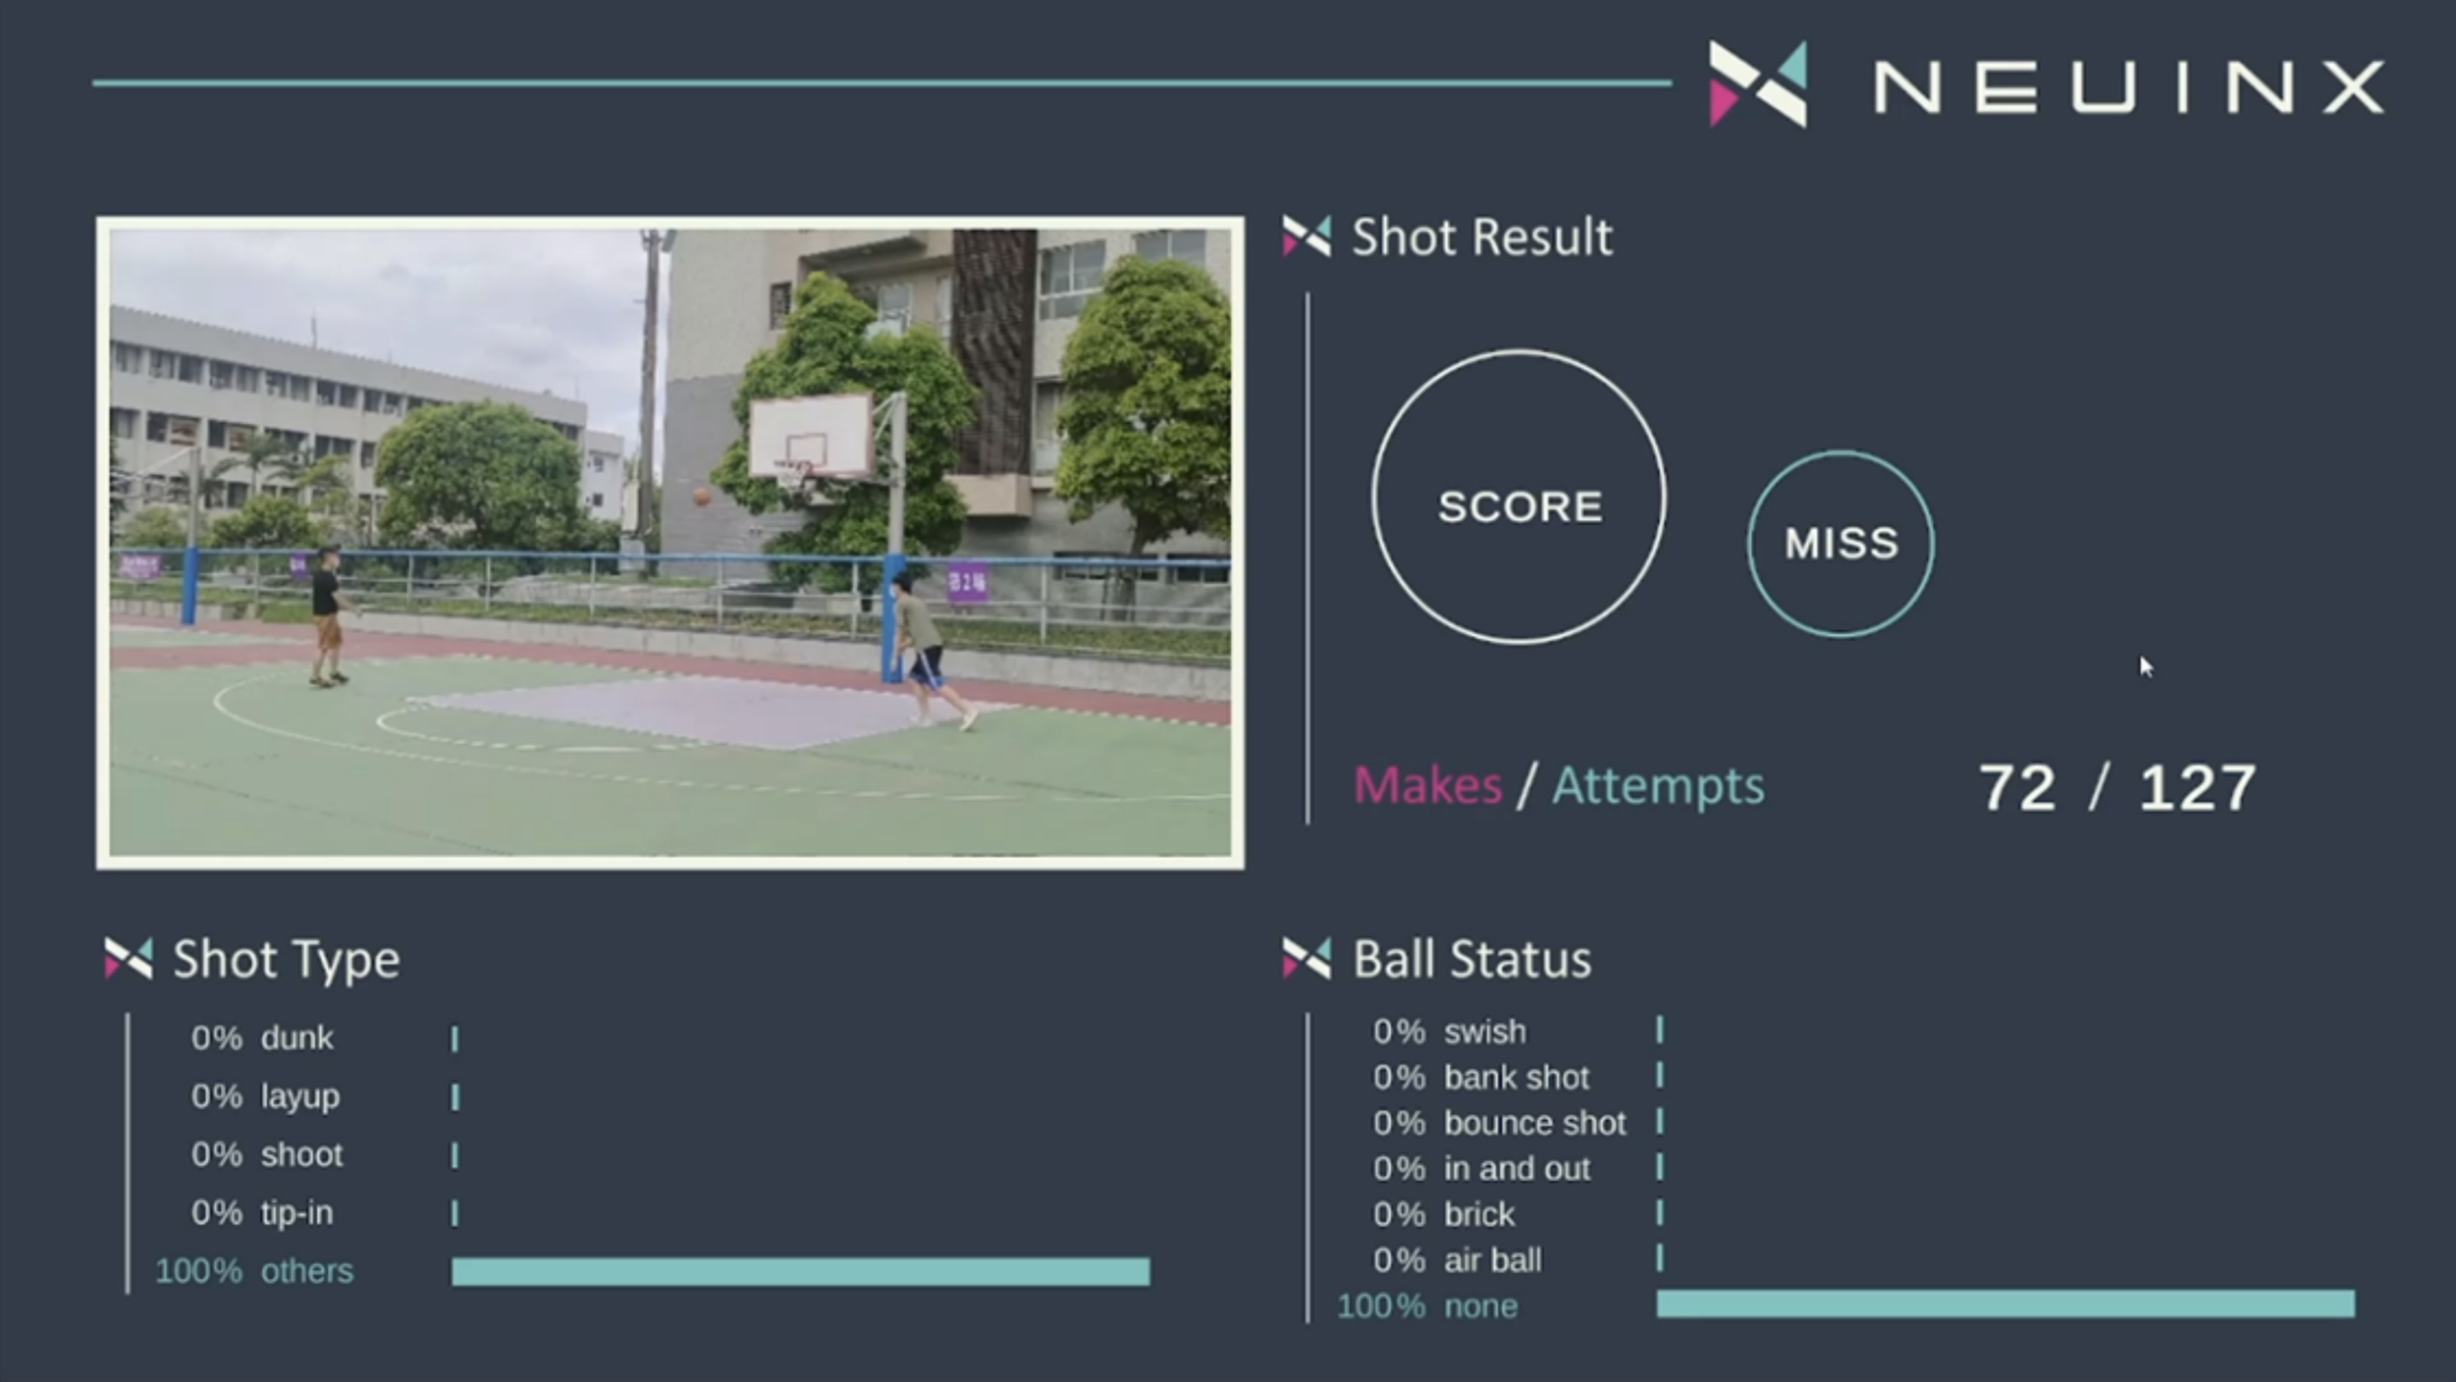 NEUINX
Shot Result
SCORE
MISS
Makes / Attempts 72 / 127
Shot Type
0% dunk
0% layup
0% shoot
0% tip-in
100% others
Ball Status
0% swish
0% bank shot
0% bounce shot
0% in and out
0% brick
0% air ball
100% none